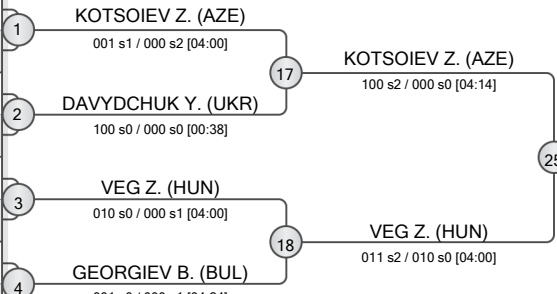 KOTSOIEV Z. (AZE)
1
001 s1 / 000 s2 [04:00]
KOTSOIEV Z. (AZE)
17
100 s2 / 000 s0 [04:14]
DAVYDCHUK Y. (UKR)
2
100 s0 / 000 s0 [00:38]
25
VEG Z. (HUN)
3
010 s0 / 000 s1 [04:00]
VEG Z. (HUN)
18
011 s2 / 010 s0 [04:00]
GEORGIEV B. (BUL)
4